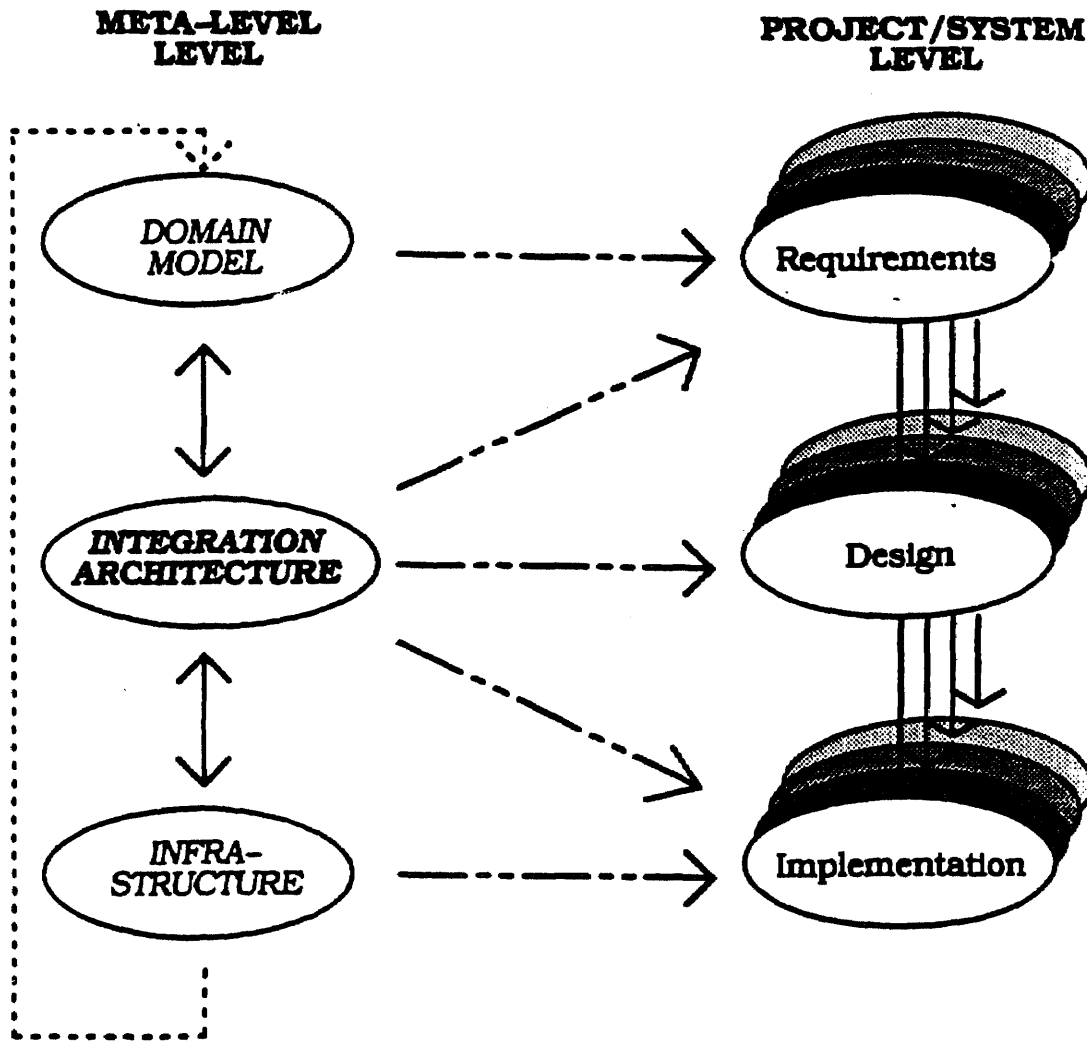 META-LEVEL
LEVEL
PROJECT/SYSTEM
LEVEL
DOMAIN
MODEL
Requirements
INTEGRATION
ARCHITECTURE
Design
INFRA-
STRUCTURE
Implementation